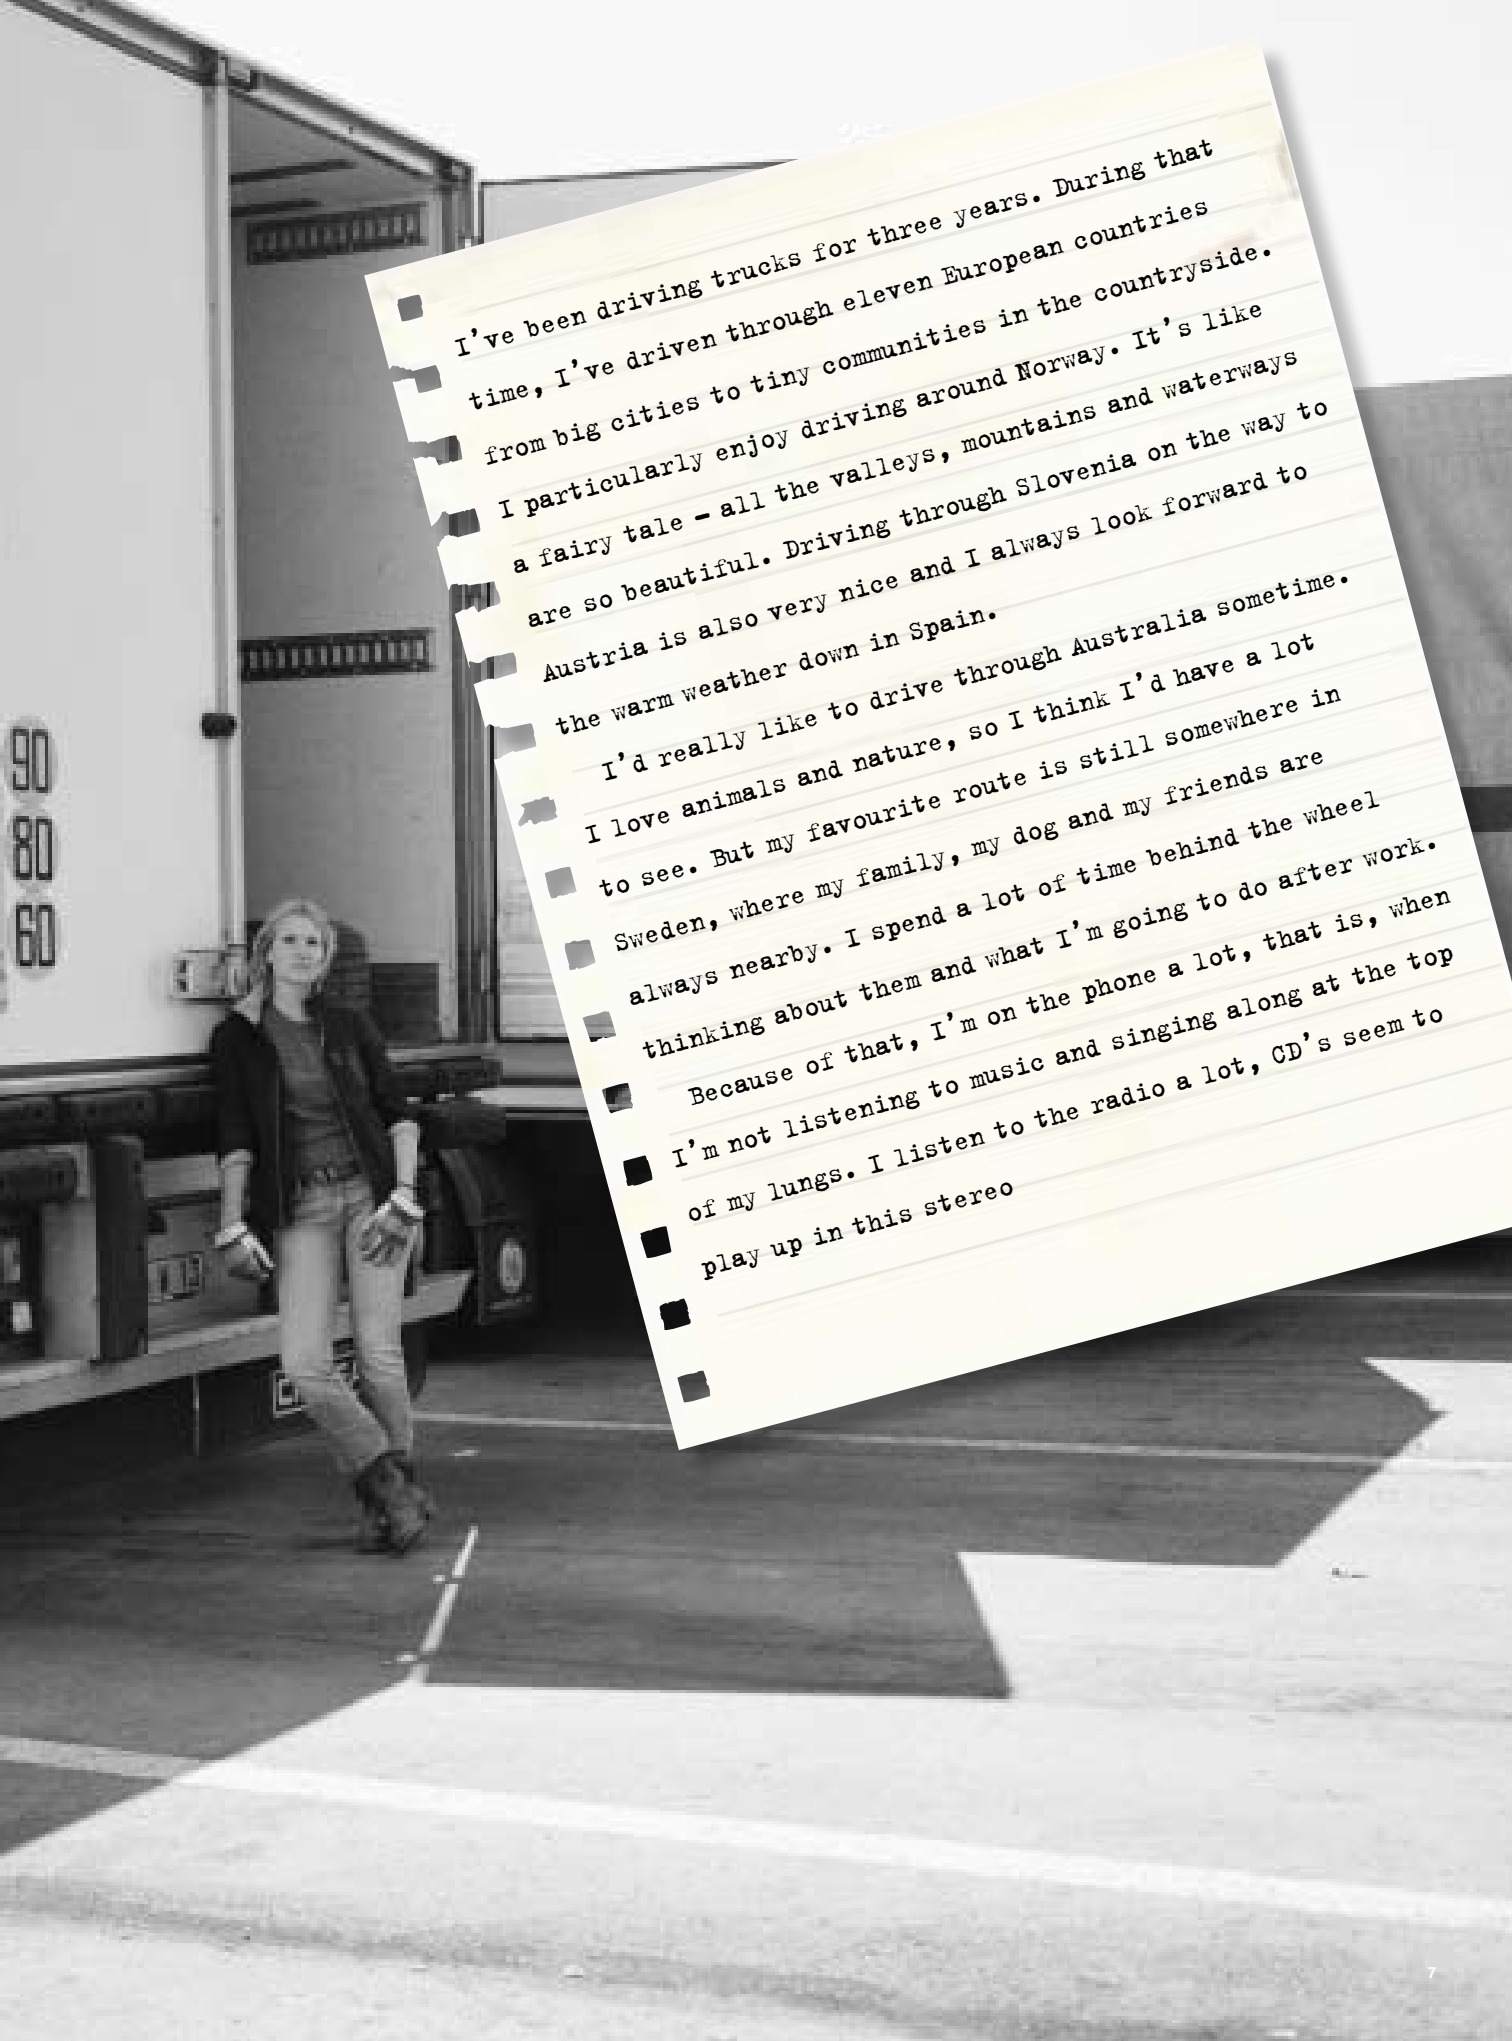 I've been driving trucks for three years. During that
time, I've driven through eleven European countries
from big cities to tiny communities in the countryside.
I particularly enjoy driving around Norway. It's like
a fairy tale – all the valleys, mountains and waterways
are so beautiful. Driving through Slovenia on the way to
Austria is also very nice and I always look forward to
the warm weather down in Spain.
I'd really like to drive through Australia sometime.
I love animals and nature, so I think I'd have a lot
to see. But my favourite route is still somewhere in
Sweden, where my family, my dog and my friends are
always nearby. I spend a lot of time behind the wheel
thinking about them and what I'm going to do after work.
Because of that, I'm on the phone a lot, that is, when
I'm not listening to music and singing along at the top
of my lungs. I listen to the radio a lot, CD's seem to
play up in this stereo
90
80
60
7